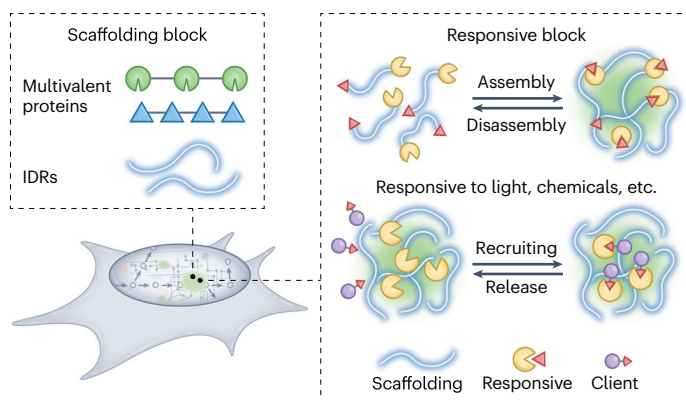 Scaffolding block
Multivalent
proteins
IDRs
Responsive block
Assembly
Disassembly
Responsive to light, chemicals, etc.
Recruiting
Release
Scaffolding
Responsive
Client